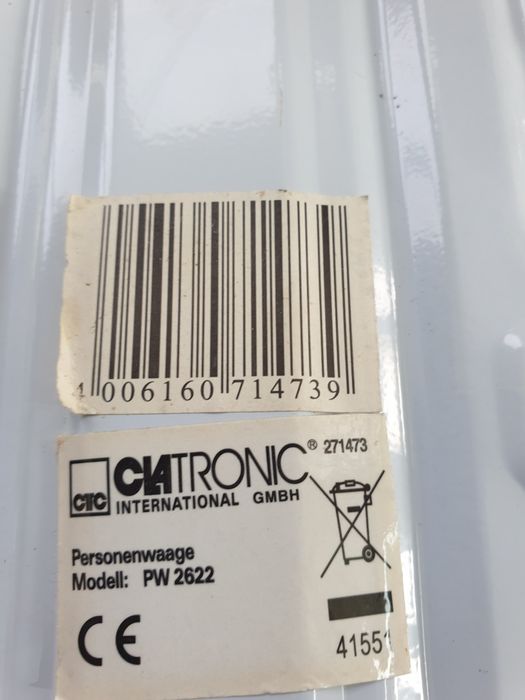 4 006160 714739
CLATRONIC® 271473
CTC
INTERNATIONAL GMBH
Personenwaage
Modell: PW 2622
CE
41551